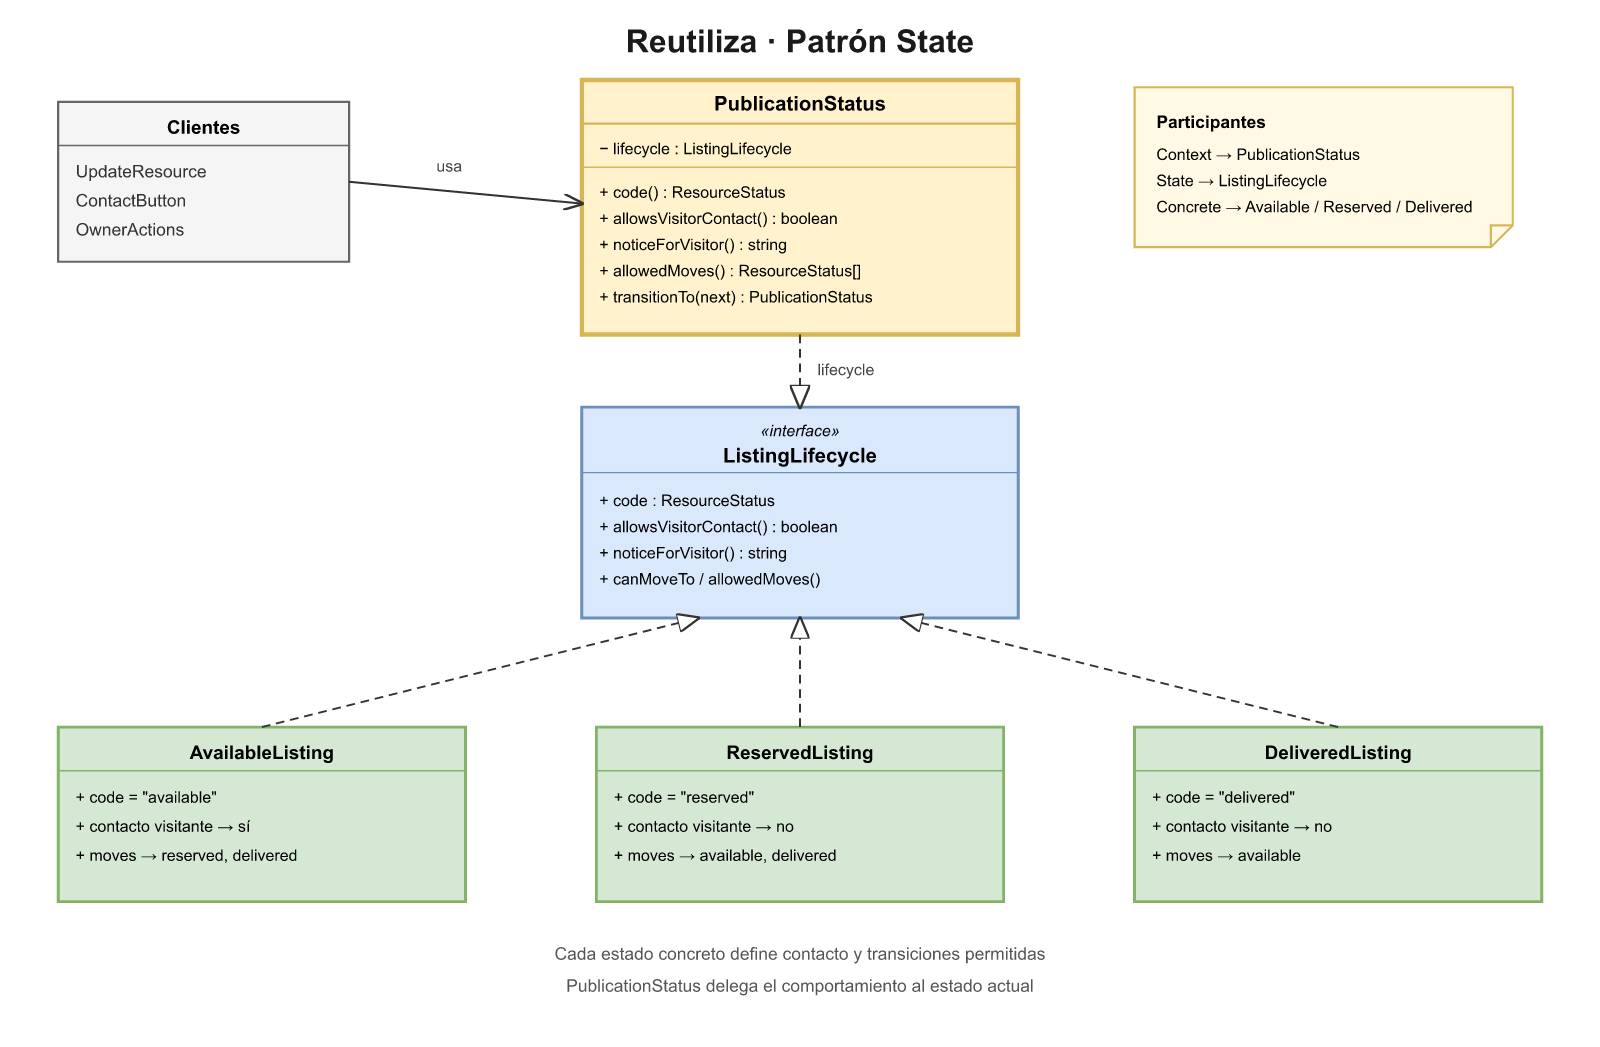 Reutiliza · Patrón State
Clientes
UpdateResource
ContactButton
OwnerActions
usa
PublicationStatus
− lifecycle : ListingLifecycle
+ code() : ResourceStatus
+ allowsVisitorContact() : boolean
+ noticeForVisitor() : string
+ allowedMoves() : ResourceStatus[]
+ transitionTo(next) : PublicationStatus
Participantes
Context → PublicationStatus
State → ListingLifecycle
Concrete → Available / Reserved / Delivered
lifecycle
«interface»
ListingLifecycle
+ code : ResourceStatus
+ allowsVisitorContact() : boolean
+ noticeForVisitor() : string
+ canMoveTo / allowedMoves()
AvailableListing
+ code = "available"
+ contacto visitante → sí
+ moves → reserved, delivered
ReservedListing
+ code = "reserved"
+ contacto visitante → no
+ moves → available, delivered
DeliveredListing
+ code = "delivered"
+ contacto visitante → no
+ moves → available
Cada estado concreto define contacto y transiciones permitidas
PublicationStatus delega el comportamiento al estado actual